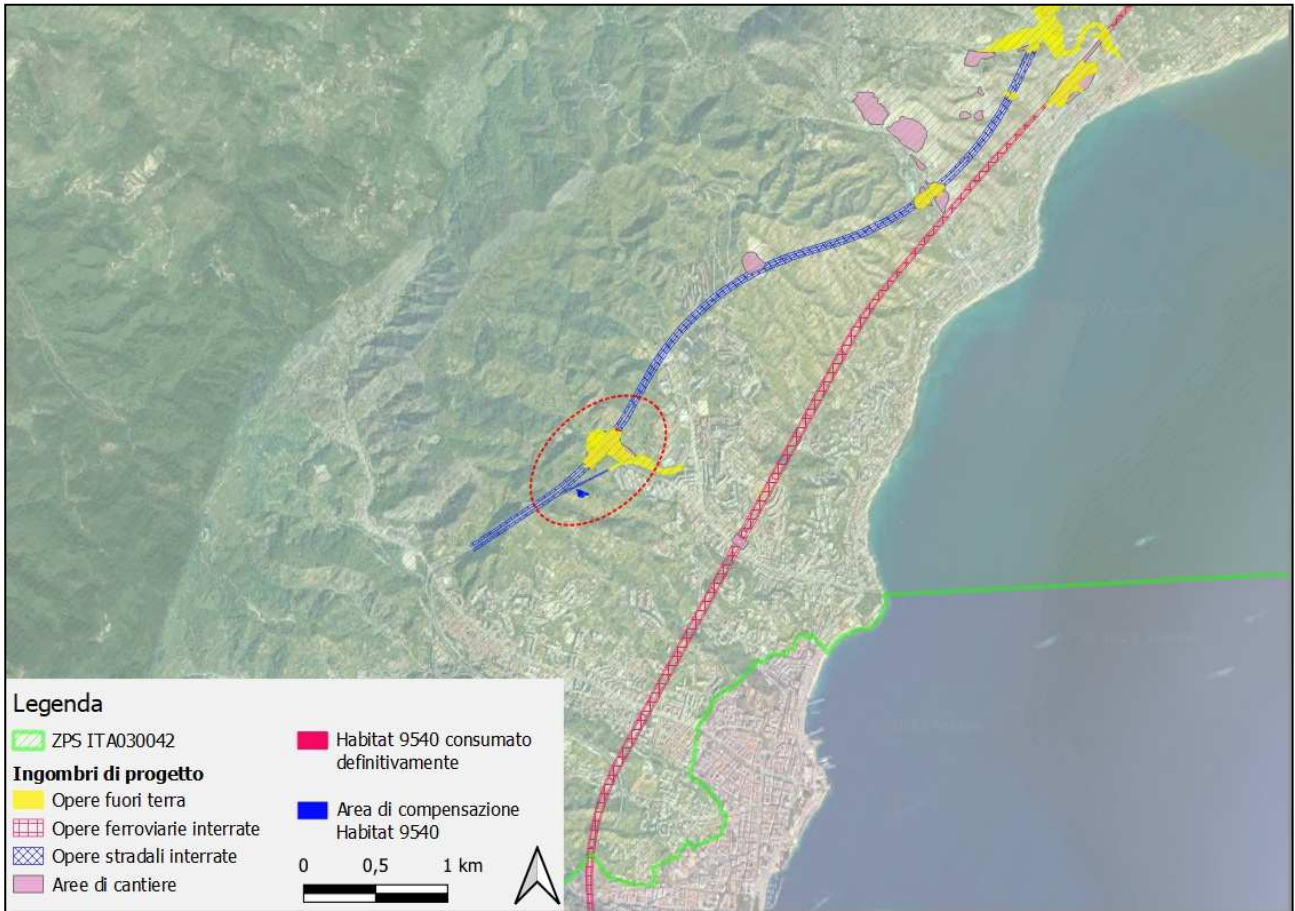 Legenda
ZPS ITA030042
Ingombri di progetto
Opere fuori terra
Opere ferroviarie interrate
Opere stradali interrate
Aree di cantiere
Habitat 9540 consumato
definitivamente
Area di compensazione
Habitat 9540
0 0,5 1 km